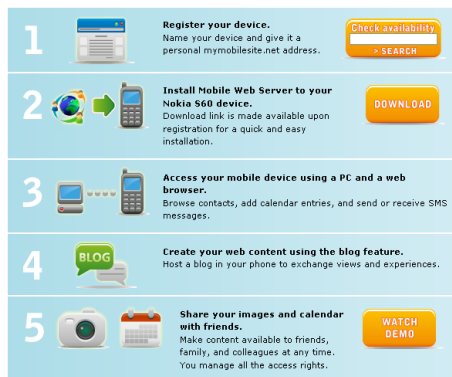 1
Register your device.
Name your device and give it a
personal mymobilesite.net address.
Check availability
> SEARCH
2
Install Mobile Web Server to your
Nokia S60 device.
Download link is made available upon
registration for a quick and easy
installation.
DOWNLOAD
3
Access your mobile device using a PC and a web
browser.
Browse contacts, add calendar entries, and send or receive SMS
messages.
4
BLOG
Create your web content using the blog feature.
Host a blog in your phone to exchange views and experiences.
5
Share your images and calendar
with friends.
Make content available to friends,
family, and colleagues at any time.
You manage all the access rights.
WATCH
DEMO